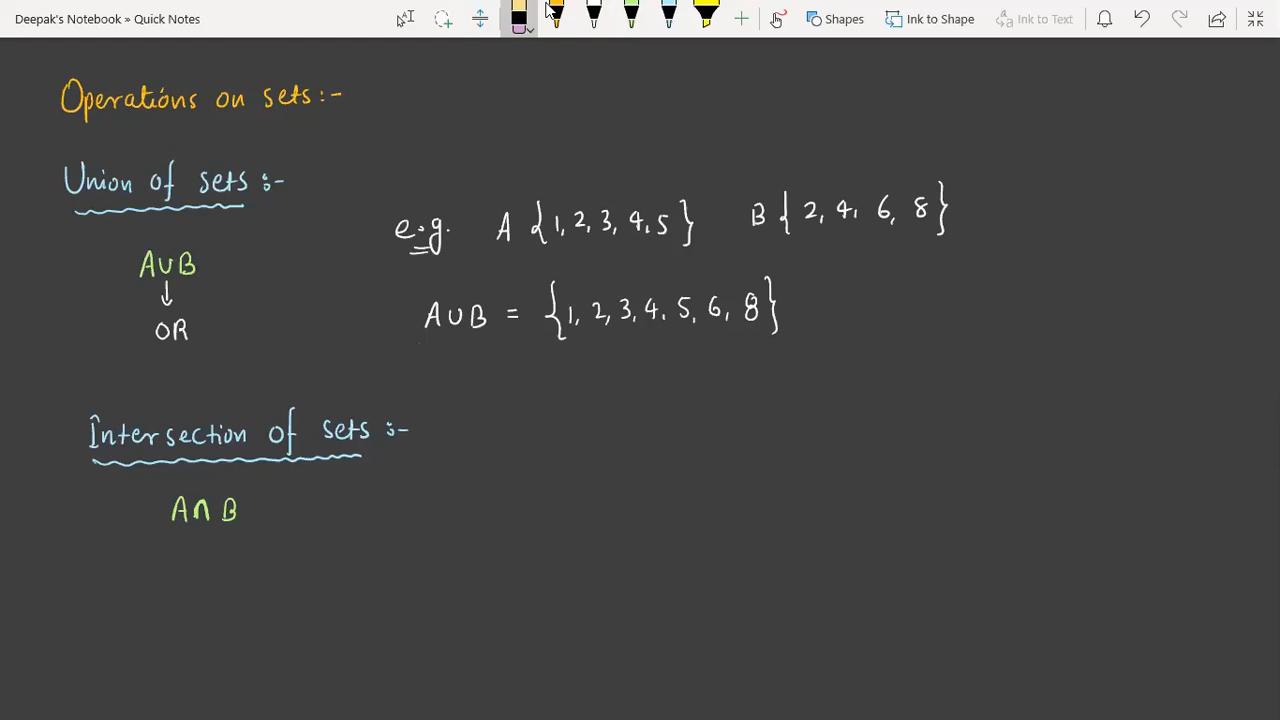 Deepak's Notebook » Quick Notes
Shapes
Ink to Shape
Ink to Text
Operations on sets:-
Union of sets :-
e.g. A {1, 2, 3, 4, 5} B {2, 4, 6, 8}
A∪B
OR
A∪B = {1, 2, 3, 4, 5, 6, 8}
Intersection of sets :-
A∩B